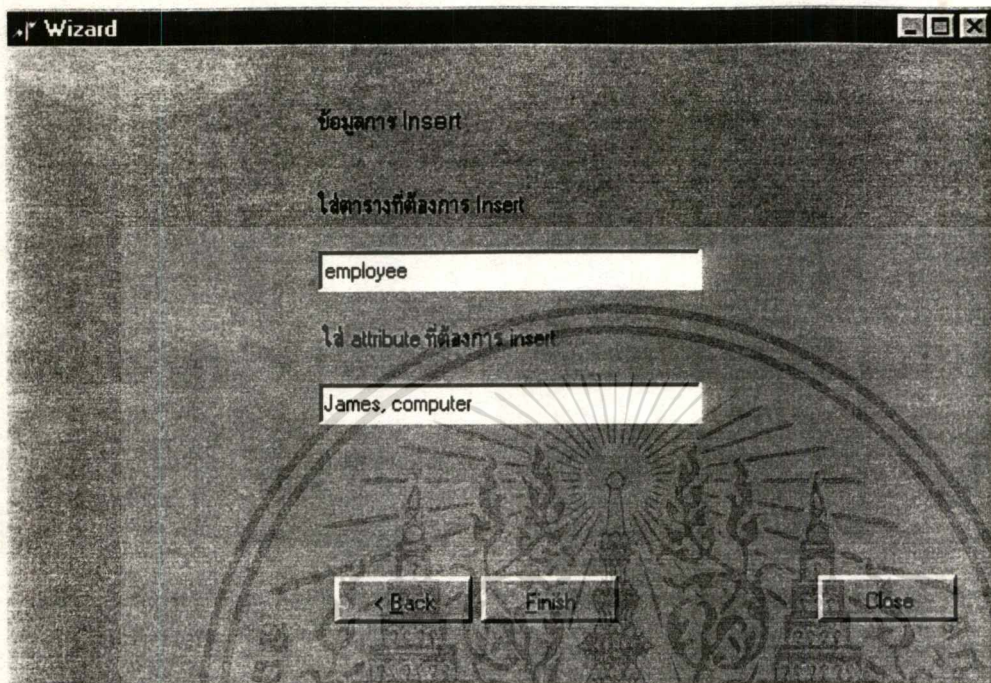 Wizard
ข้อมูลการ Insert
ใส่ตารางที่ต้องการ Insert
employee
ใส่ attribute ที่ต้องการ insert
James, computer
< Back
Finish
Close